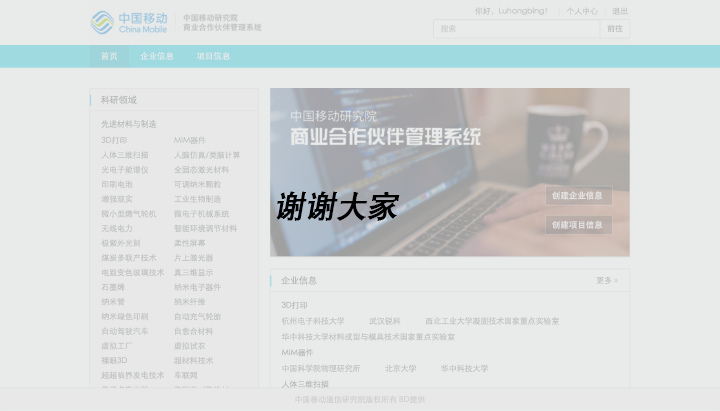 中国移动
China Mobile
中国移动研究院
商业合作伙伴管理系统
你好，Luhongbing！ 个人中心 退出
搜索 前往
首页 企业信息 项目信息
科研领域
先进材料与制造
3D打印 MIM器件
人体三维扫描 人脑仿真/类脑计算
光电子能谱仪 全固态激光材料
印刷电池 可调纳米颗粒
增强现实 工业生物制造
微小型燃气轮机 微电子机械系统
无线电力 智能环境调节材料
极紫外光刻 柔性屏幕
煤炭多联产技术 片上激光器
电致变色玻璃技术 真三维显示
石墨烯 纳米电子器件
纳米管 纳米纤维
纳米绿色印刷 自动充气轮胎
自动驾驶汽车 自愈合材料
虚拟工厂 虚拟试衣
裸眼3D 超材料技术
超超临界发电技术 车联网
中国移动研究院
商业合作伙伴管理系统
谢谢大家
创建企业信息
创建项目信息
企业信息 更多 »
3D打印
杭州电子科技大学 武汉锐科 西北工业大学凝固技术国家重点实验室
华中科技大学材料成型与模具技术国家重点实验室
MIM器件
中国科学院物理研究所 北京大学 华中科技大学
人体三维扫描
中国移动通信研究院版权所有 BD提供